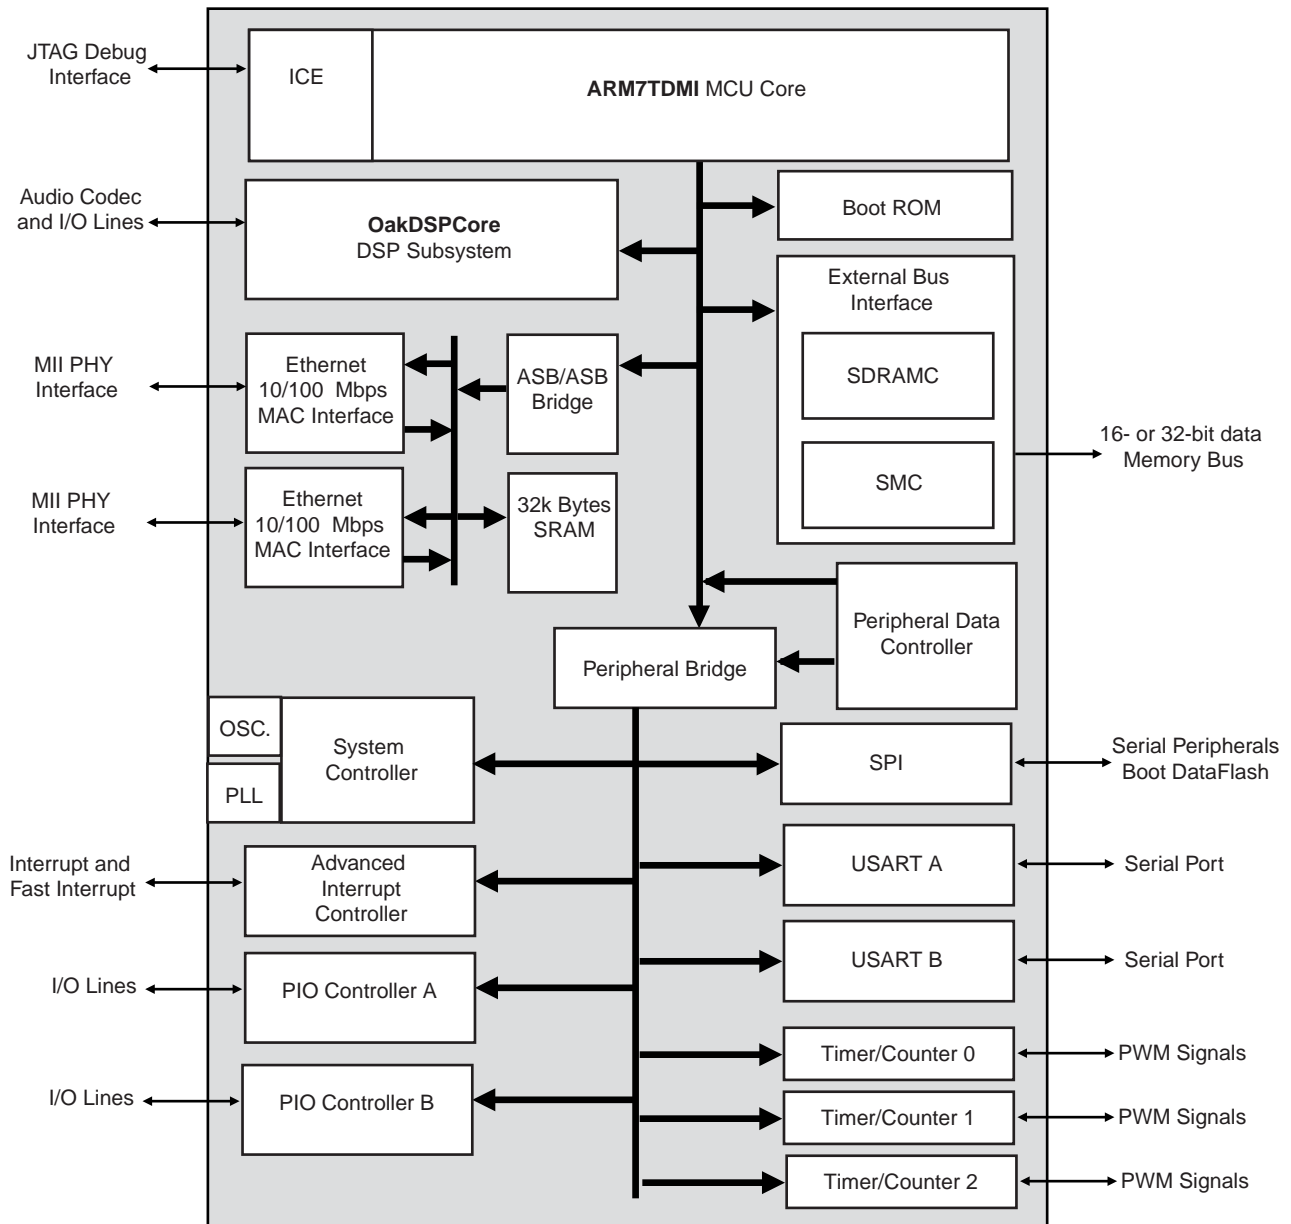 JTAG Debug
Interface
ICE
ARM7TDMI MCU Core
Audio Codec
and I/O Lines
OakDSPCore
DSP Subsystem
Boot ROM
External Bus
Interface
SDRAMC
SMC
16- or 32-bit data
Memory Bus
MII PHY
Interface
Ethernet
10/100 Mbps
MAC Interface
ASB/ASB
Bridge
MII PHY
Interface
Ethernet
10/100 Mbps
MAC Interface
32k Bytes
SRAM
Peripheral Data
Controller
Peripheral Bridge
OSC.
PLL
System
Controller
SPI
Serial Peripherals
Boot DataFlash
Interrupt and
Fast Interrupt
Advanced
Interrupt
Controller
USART A
Serial Port
I/O Lines
PIO Controller A
USART B
Serial Port
I/O Lines
PIO Controller B
Timer/Counter 0
PWM Signals
Timer/Counter 1
PWM Signals
Timer/Counter 2
PWM Signals